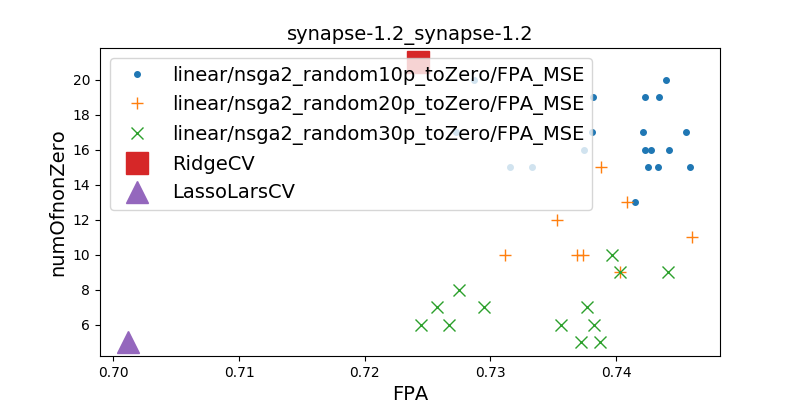 synapse-1.2_synapse-1.2
linear/nsga2_random10p_toZero/FPA_MSE
linear/nsga2_random20p_toZero/FPA_MSE
linear/nsga2_random30p_toZero/FPA_MSE
RidgeCV
LassoLarsCV
numOfnonZero
20
18
16
14
12
10
8
6
0.70 0.71 0.72 0.73 0.74
FPA